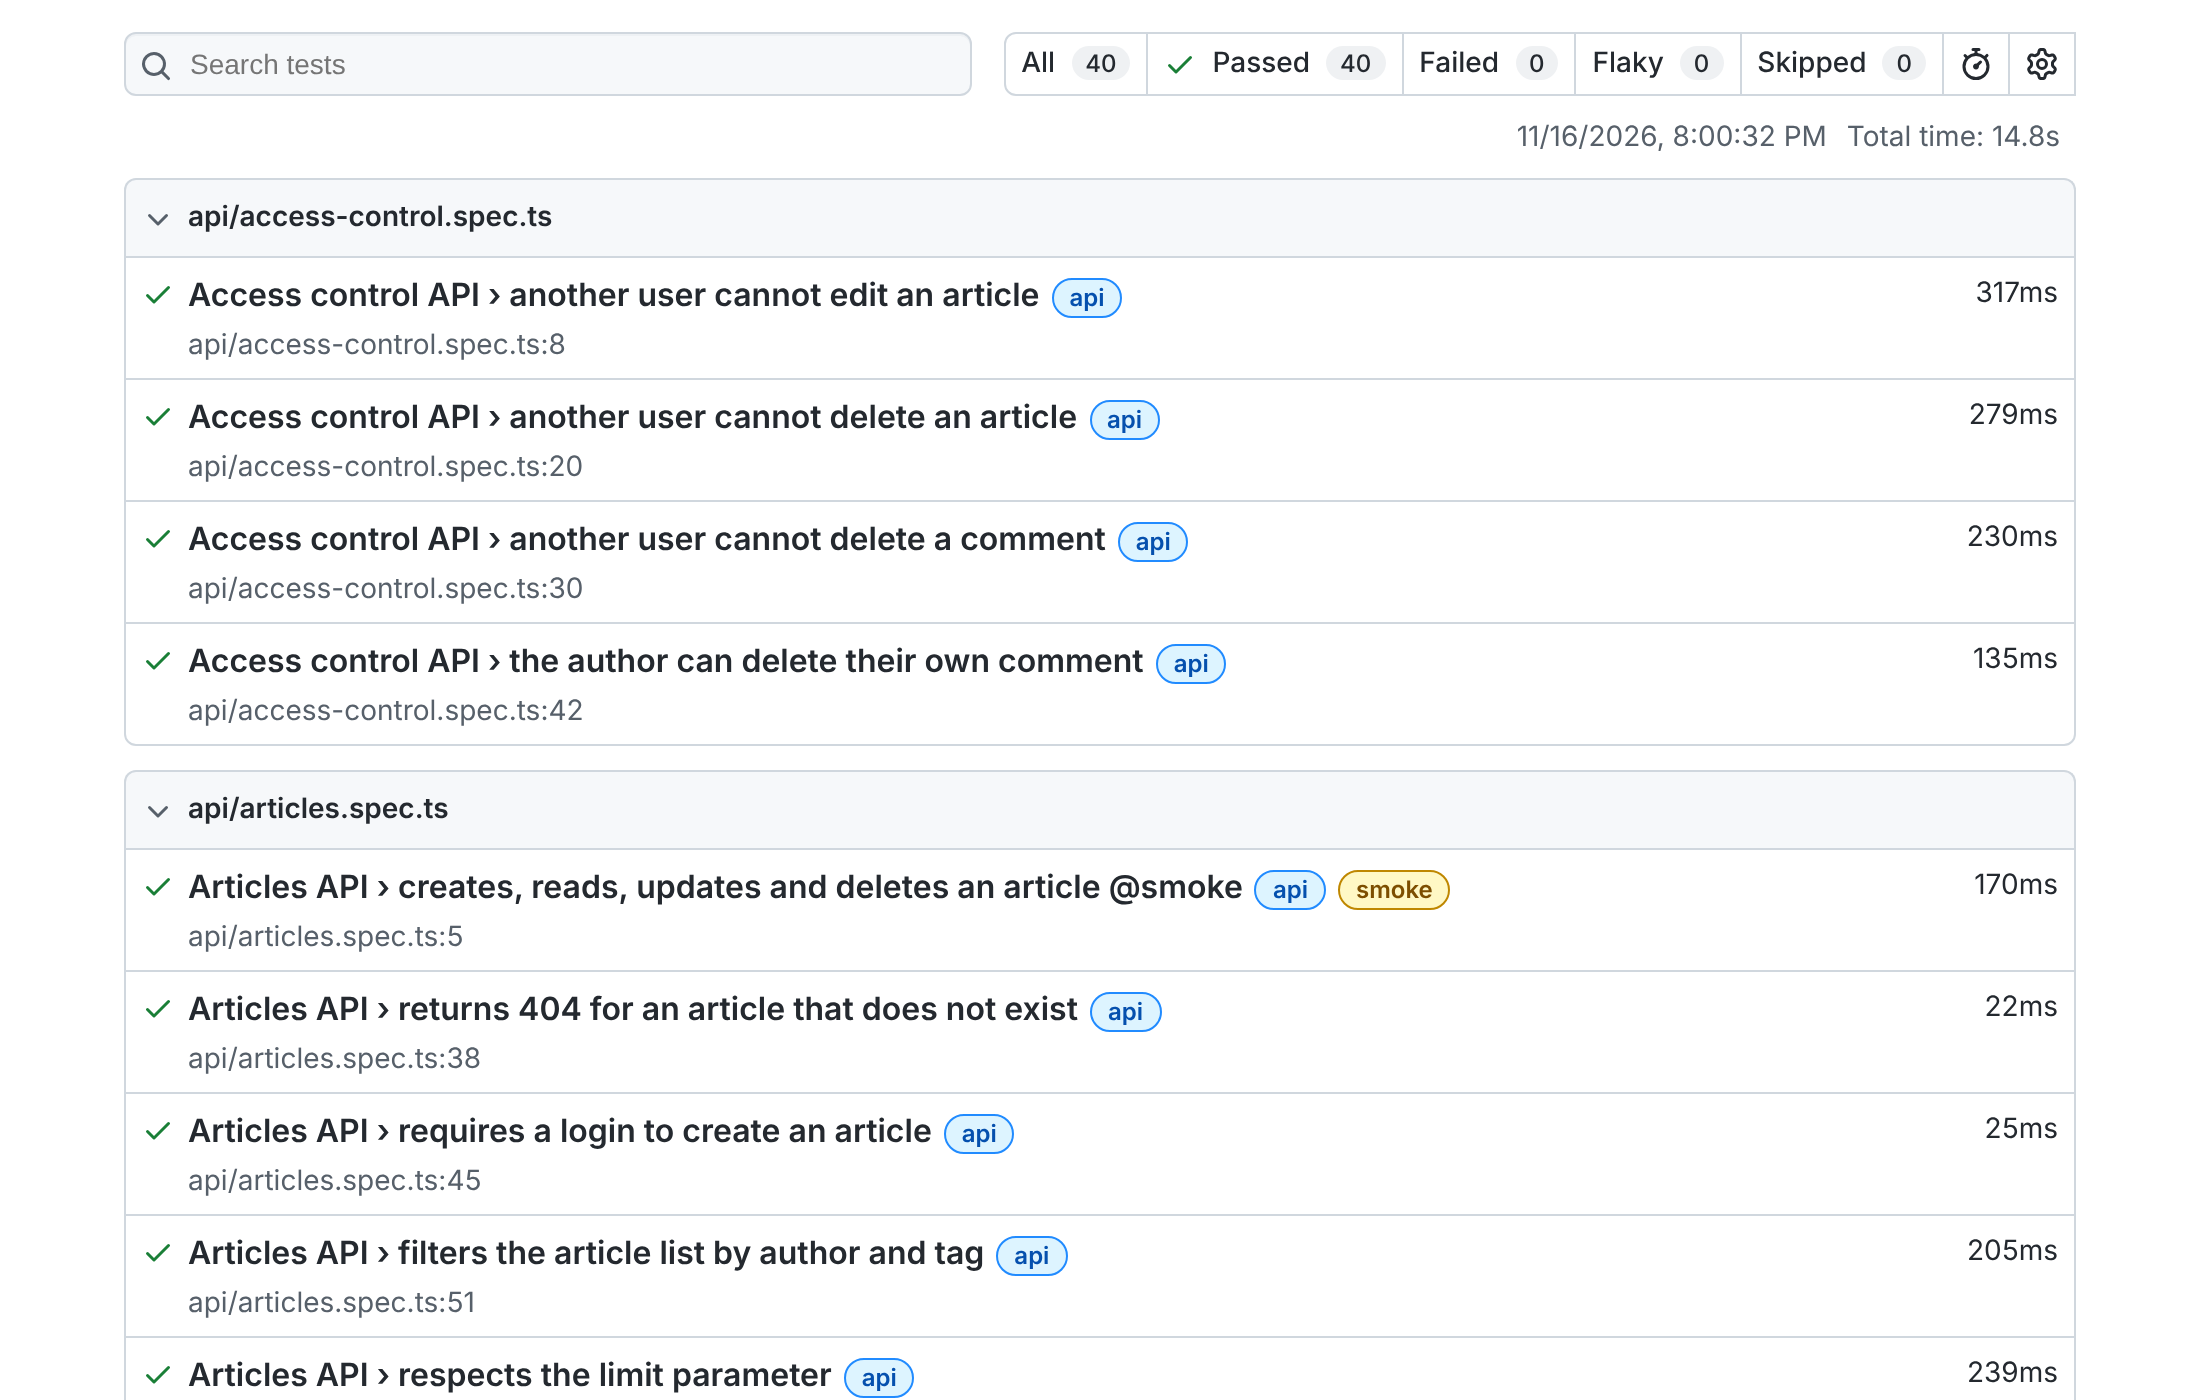 Search tests
All 40 Passed 40 Failed 0 Flaky 0 Skipped 0
11/16/2026, 8:00:32 PM Total time: 14.8s
api/access-control.spec.ts
Access control API › another user cannot edit an article api 317ms
api/access-control.spec.ts:8
Access control API › another user cannot delete an article api 279ms
api/access-control.spec.ts:20
Access control API › another user cannot delete a comment api 230ms
api/access-control.spec.ts:30
Access control API › the author can delete their own comment api 135ms
api/access-control.spec.ts:42
api/articles.spec.ts
Articles API › creates, reads, updates and deletes an article @smoke api smoke 170ms
api/articles.spec.ts:5
Articles API › returns 404 for an article that does not exist api 22ms
api/articles.spec.ts:38
Articles API › requires a login to create an article api 25ms
api/articles.spec.ts:45
Articles API › filters the article list by author and tag api 205ms
api/articles.spec.ts:51
Articles API › respects the limit parameter api 239ms